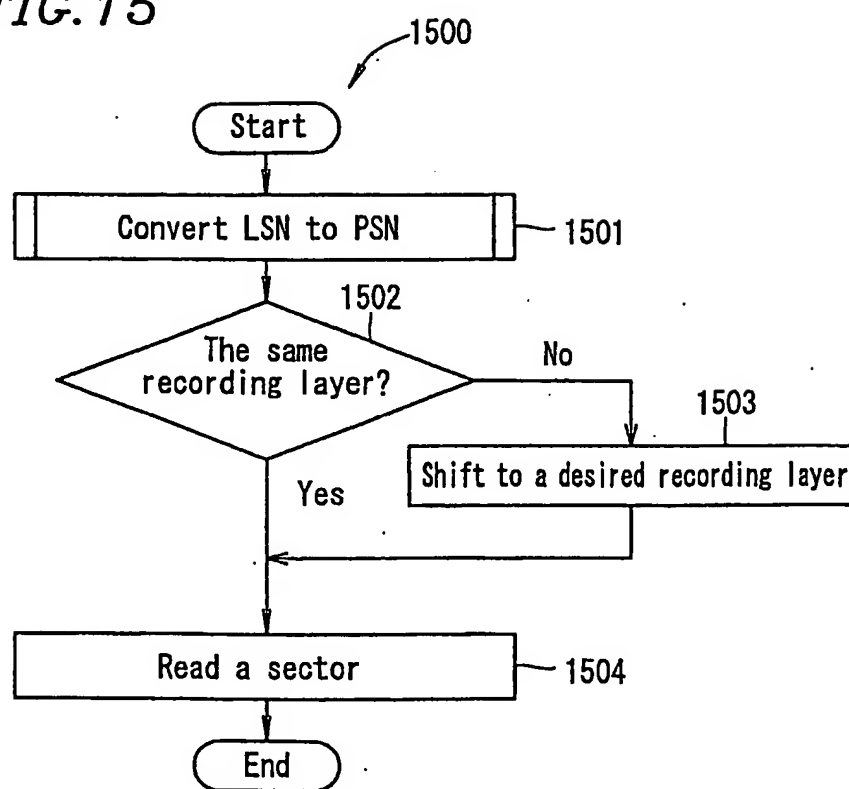 FIG. 15
1500
Start
Convert LSN to PSN
1501
1502
The same
recording layer?
No
1503
Shift to a desired recording layer
Yes
Read a sector
1504
End